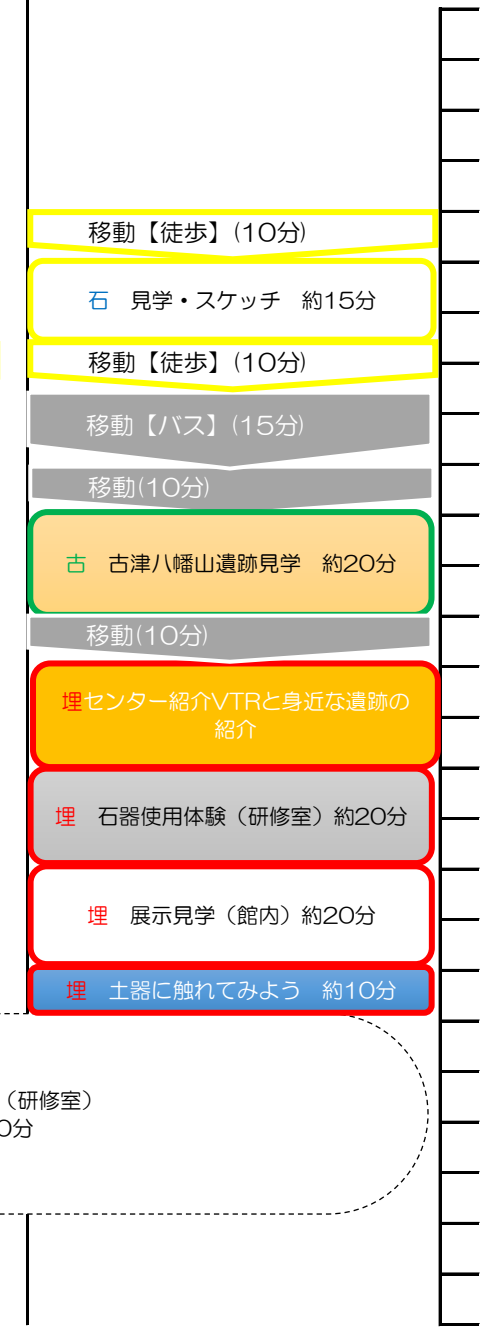 移動【徒歩】(10分)
石　見学・スケッチ　約15分
移動【徒歩】(10分)
移動【バス】(15分)
移動(10分)
古　古津八幡山遺跡見学　約20分
移動(10分)
埋センター紹介VTRと身近な遺跡の
紹介
埋　石器使用体験（研修室）約20分
埋　展示見学（館内）約20分
埋　土器に触れてみよう　約10分
（研修室）
0分